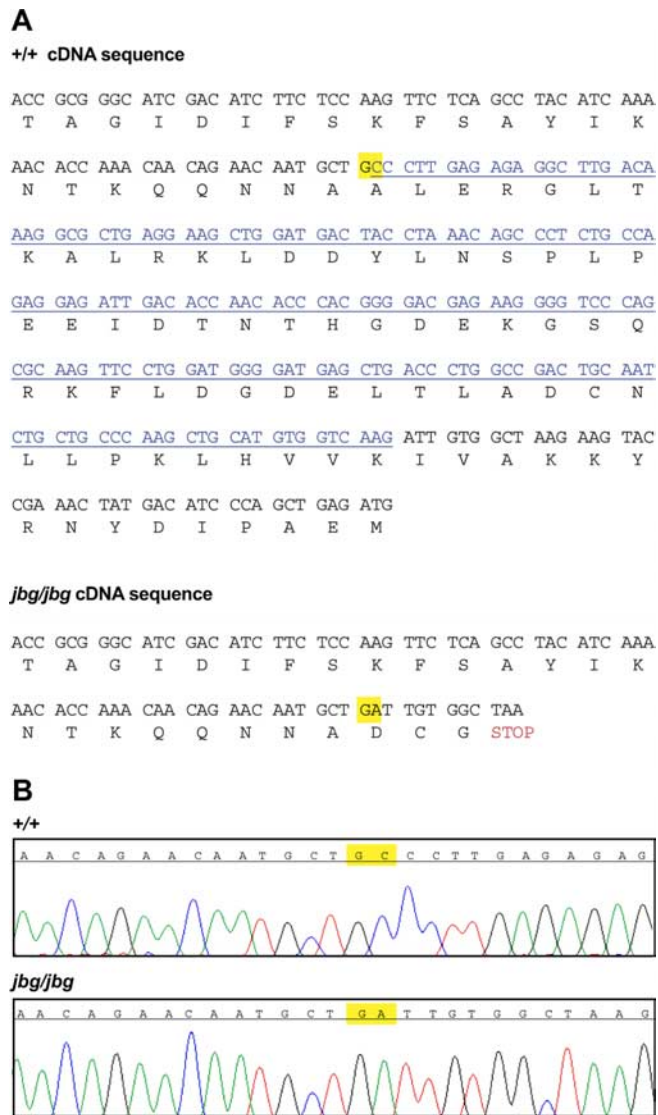 A
+/+ cDNA sequence
ACC GCG GGC ATC GAC ATC TTC TCC AAG TTC TCA GCC TAC ATC AAA
T A G I D I F S K F S A Y I K
AAC ACC AAA CAA CAG AAC AAT GCT GCC CTT GAG AGA GGC TTG ACA
N T K Q Q N N A A L E R G L T
AAG GCG CTG AGG AAG CTG GAT GAC TAC CTA AAC AGC CCT CTG CCA
K A L R K L D D Y L N S P L P
GAG GAG ATT GAC ACC AAC ACC CAC GGG GAC GAG AAG GGG TCC CAG
E E I D T N T H G D E K G S Q
CGC AAG TTC CTG GAT GGG GAT GAG CTG ACC CTG GCC GAC TGC AAT
R K F L D G D E L T L A D C N
CTG CTG CCC AAG CTG CAT GTG GTC AAG ATT GTG GCT AAG AAG TAC
L L P K L H V V K I V A K K Y
CGA AAC TAT GAC ATC CCA GCT GAG ATG
R N Y D I P A E M
jbg/jbg cDNA sequence
ACC GCG GGC ATC GAC ATC TTC TCC AAG TTC TCA GCC TAC ATC AAA
T A G I D I F S K F S A Y I K
AAC ACC AAA CAA CAG AAC AAT GCT GAT TGT GGC TAA
N T K Q Q N N A D C G STOP
B
+/+
A A C A G A A C A A T G C T G C C C T T G A G A G A G
jbg/jbg
A A C A G A A C A A T G C T G A T T G T G G C T A A G